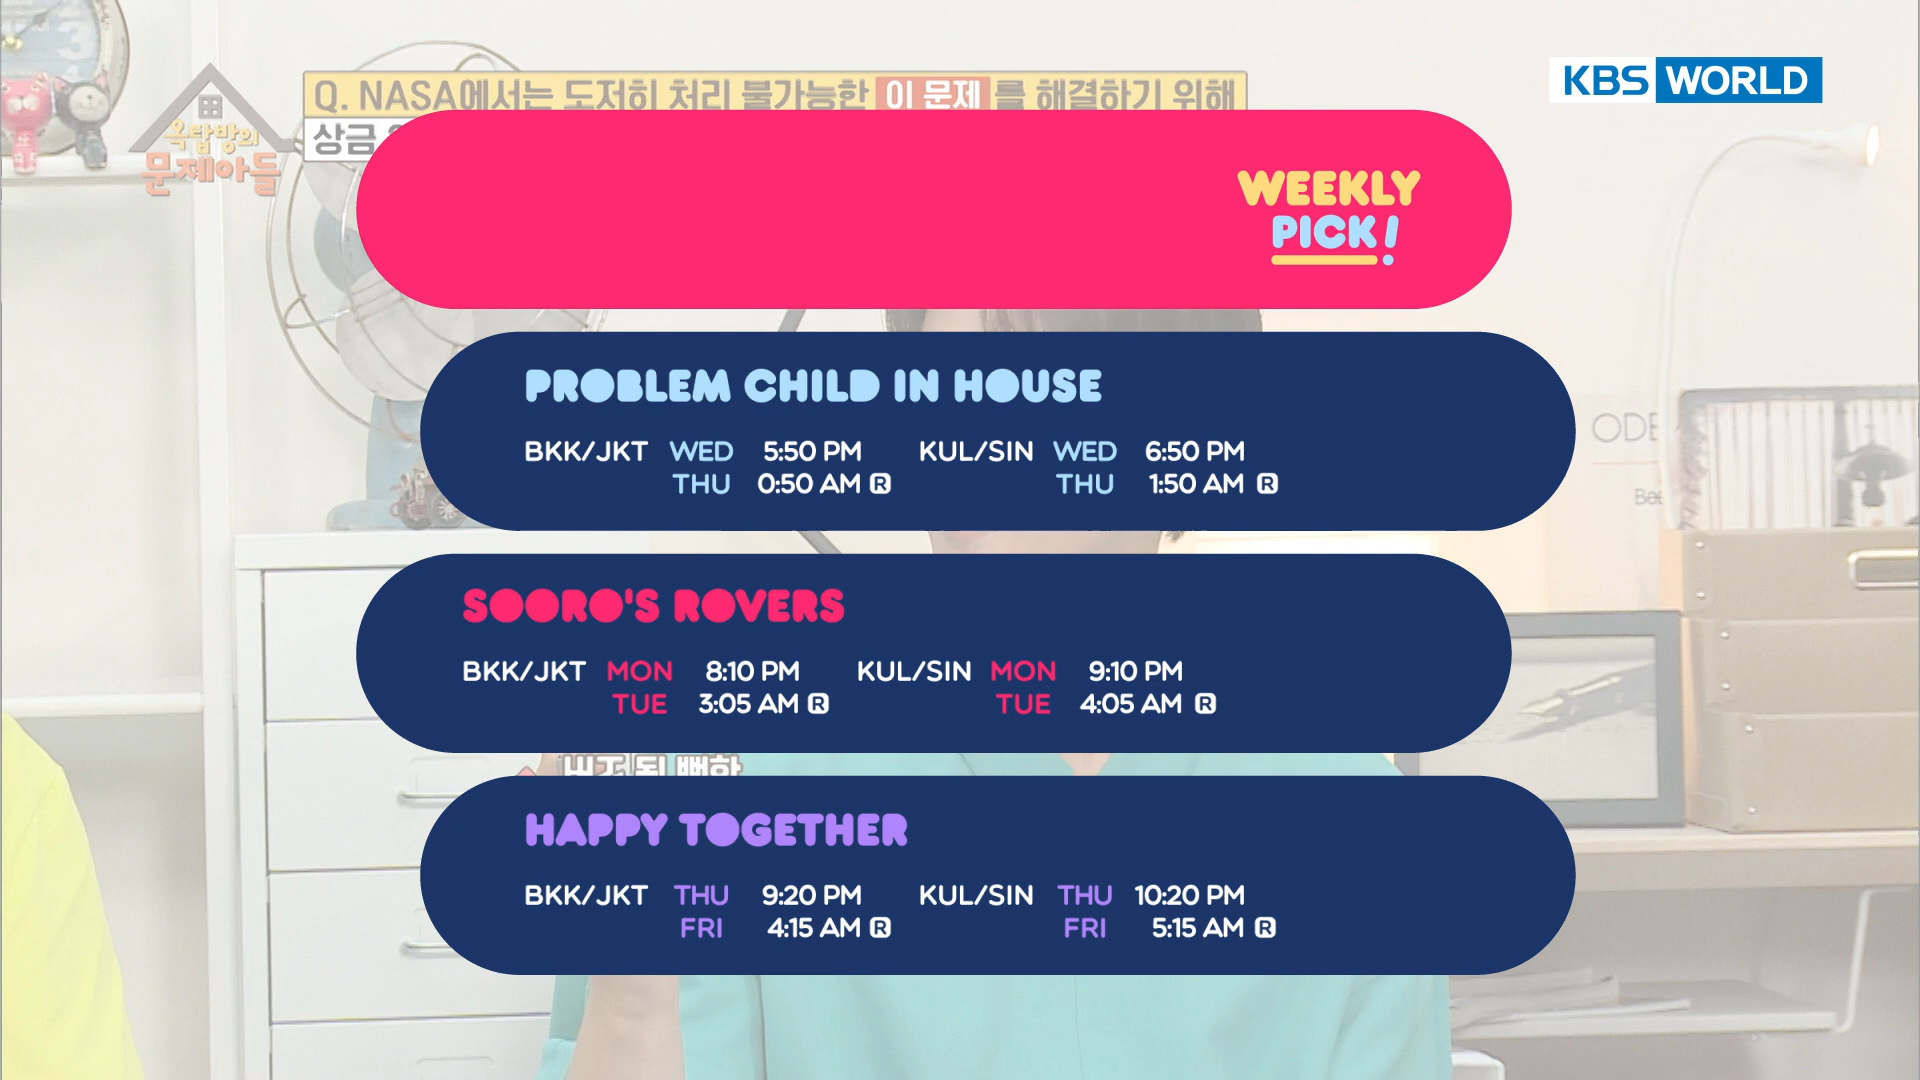 KBS WORLD
Q. NASA에서는 도저히 처리 불가능한 이 문제 를 해결하기 위해
상금
옥탑방의
문제아들
WEEKLY
PICK!
PROBLEM CHILD IN HOUSE
BKK/JKT WED 5:50 PM KUL/SIN WED 6:50 PM
THU 0:50 AM R THU 1:50 AM R
SOORO'S ROVERS
BKK/JKT MON 8:10 PM KUL/SIN MON 9:10 PM
TUE 3:05 AM R TUE 4:05 AM R
HAPPY TOGETHER
BKK/JKT THU 9:20 PM KUL/SIN THU 10:20 PM
FRI 4:15 AM R FRI 5:15 AM R